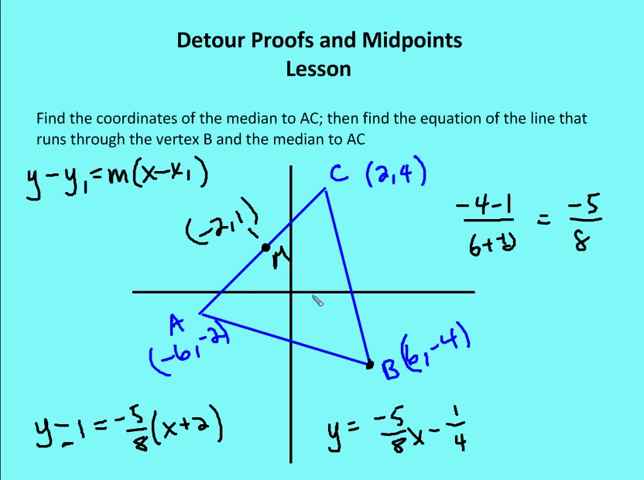 Detour Proofs and Midpoints
Lesson
Find the coordinates of the median to AC; then find the equation of the line that
runs through the vertex B and the median to AC
y - y₁ = m(x - x₁)
C (2,4)
(-2,1)
M
-4-1 / 6+2 = -5/8
A
(-6,-2)
B (6,-4)
y - 1 = -5/8 (x+2)
y = -5/8 x - 1/4